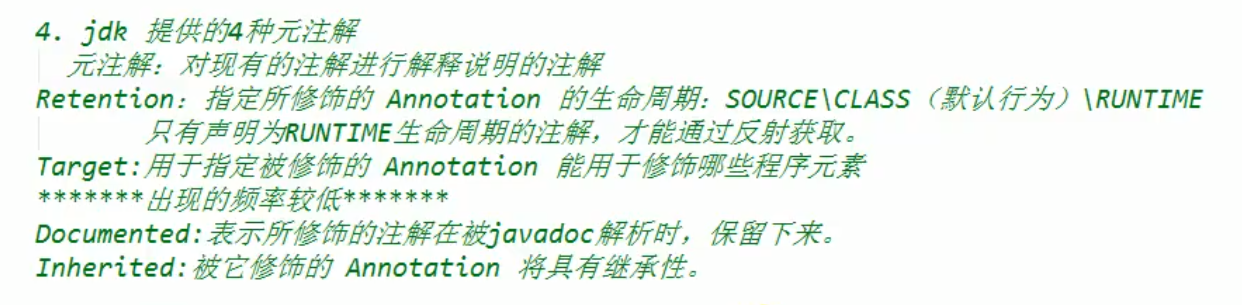 4. jdk 提供的4种元注解
元注解：对现有的注解进行解释说明的注解
Retention：指定所修饰的 Annotation 的生命周期：SOURCE\CLASS（默认行为）\RUNTIME
只有声明为RUNTIME生命周期的注解，才能通过反射获取。
Target:用于指定被修饰的 Annotation 能用于修饰哪些程序元素
*******出现的频率较低*******
Documented:表示所修饰的注解在被javadoc解析时，保留下来。
Inherited:被它修饰的 Annotation 将具有继承性。